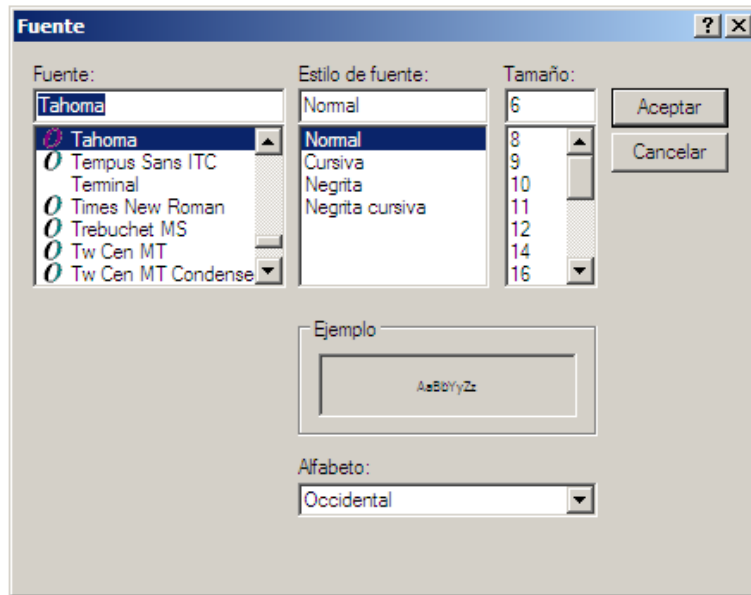 Fuente
Fuente:
Tahoma
Tahoma
Tempus Sans ITC
Terminal
Times New Roman
Trebuchet MS
Tw Cen MT
Tw Cen MT Condense
Estilo de fuente:
Normal
Normal
Cursiva
Negrita
Negrita cursiva
Tamaño:
6
8
9
10
11
12
14
16
Aceptar
Cancelar
Ejemplo
AaBbYyZz
Alfabeto:
Occidental